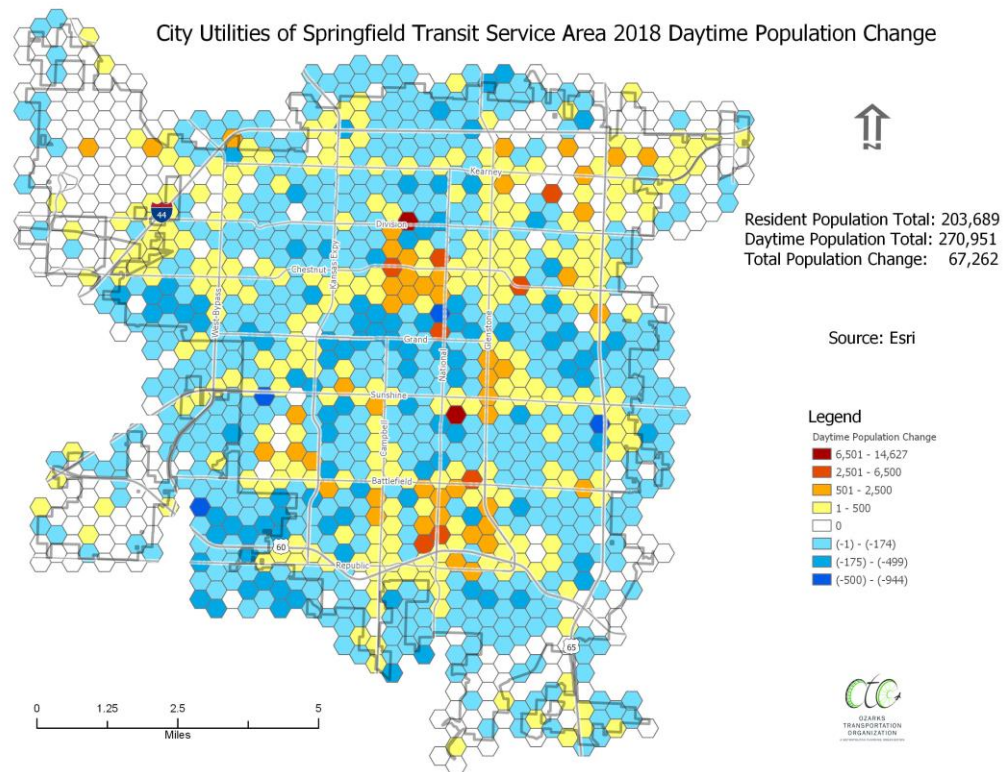 City Utilities of Springfield Transit Service Area 2018 Daytime Population Change
N
Kearney
44
Division
Kansas Expy
Chestnut
West Bypass
Glenstone
Grand
National
Sunshine
Campbell
Battlefield
60
Republic
65
Resident Population Total: 203,689
Daytime Population Total: 270,951
Total Population Change: 67,262
Source: Esri
Legend
Daytime Population Change
6,501 - 14,627
2,501 - 6,500
501 - 2,500
1 - 500
0
(-1) - (-174)
(-175) - (-499)
(-500) - (-944)
0 1.25 2.5 5
Miles
OZARKS
TRANSPORTATION
ORGANIZATION